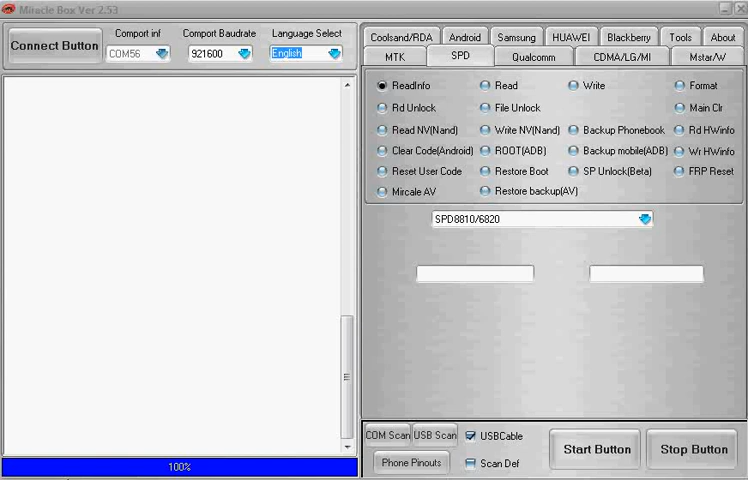 Miracle Box Ver 2.53
Connect Button
Comport inf
Comport Baudrate
Language Select
COM56
921600
English
Coolsand/RDA
Android
Samsung
HUAWEI
Blackberry
Tools
About
MTK
SPD
Qualcomm
CDMA/LG/MI
Mstar/W
ReadInfo
Read
Write
Format
Rd Unlock
File Unlock
Main Clr
Read NV(Nand)
Write NV(Nand)
Backup Phonebook
Rd HWinfo
Clear Code(Android)
ROOT(ADB)
Backup mobile(ADB)
Wr HWinfo
Reset User Code
Restore Boot
SP Unlock(Beta)
FRP Reset
Mircale AV
Restore backup(AV)
SPD8810/6820
100%
COM Scan
USB Scan
USBCable
Phone Pinouts
Scan Def
Start Button
Stop Button